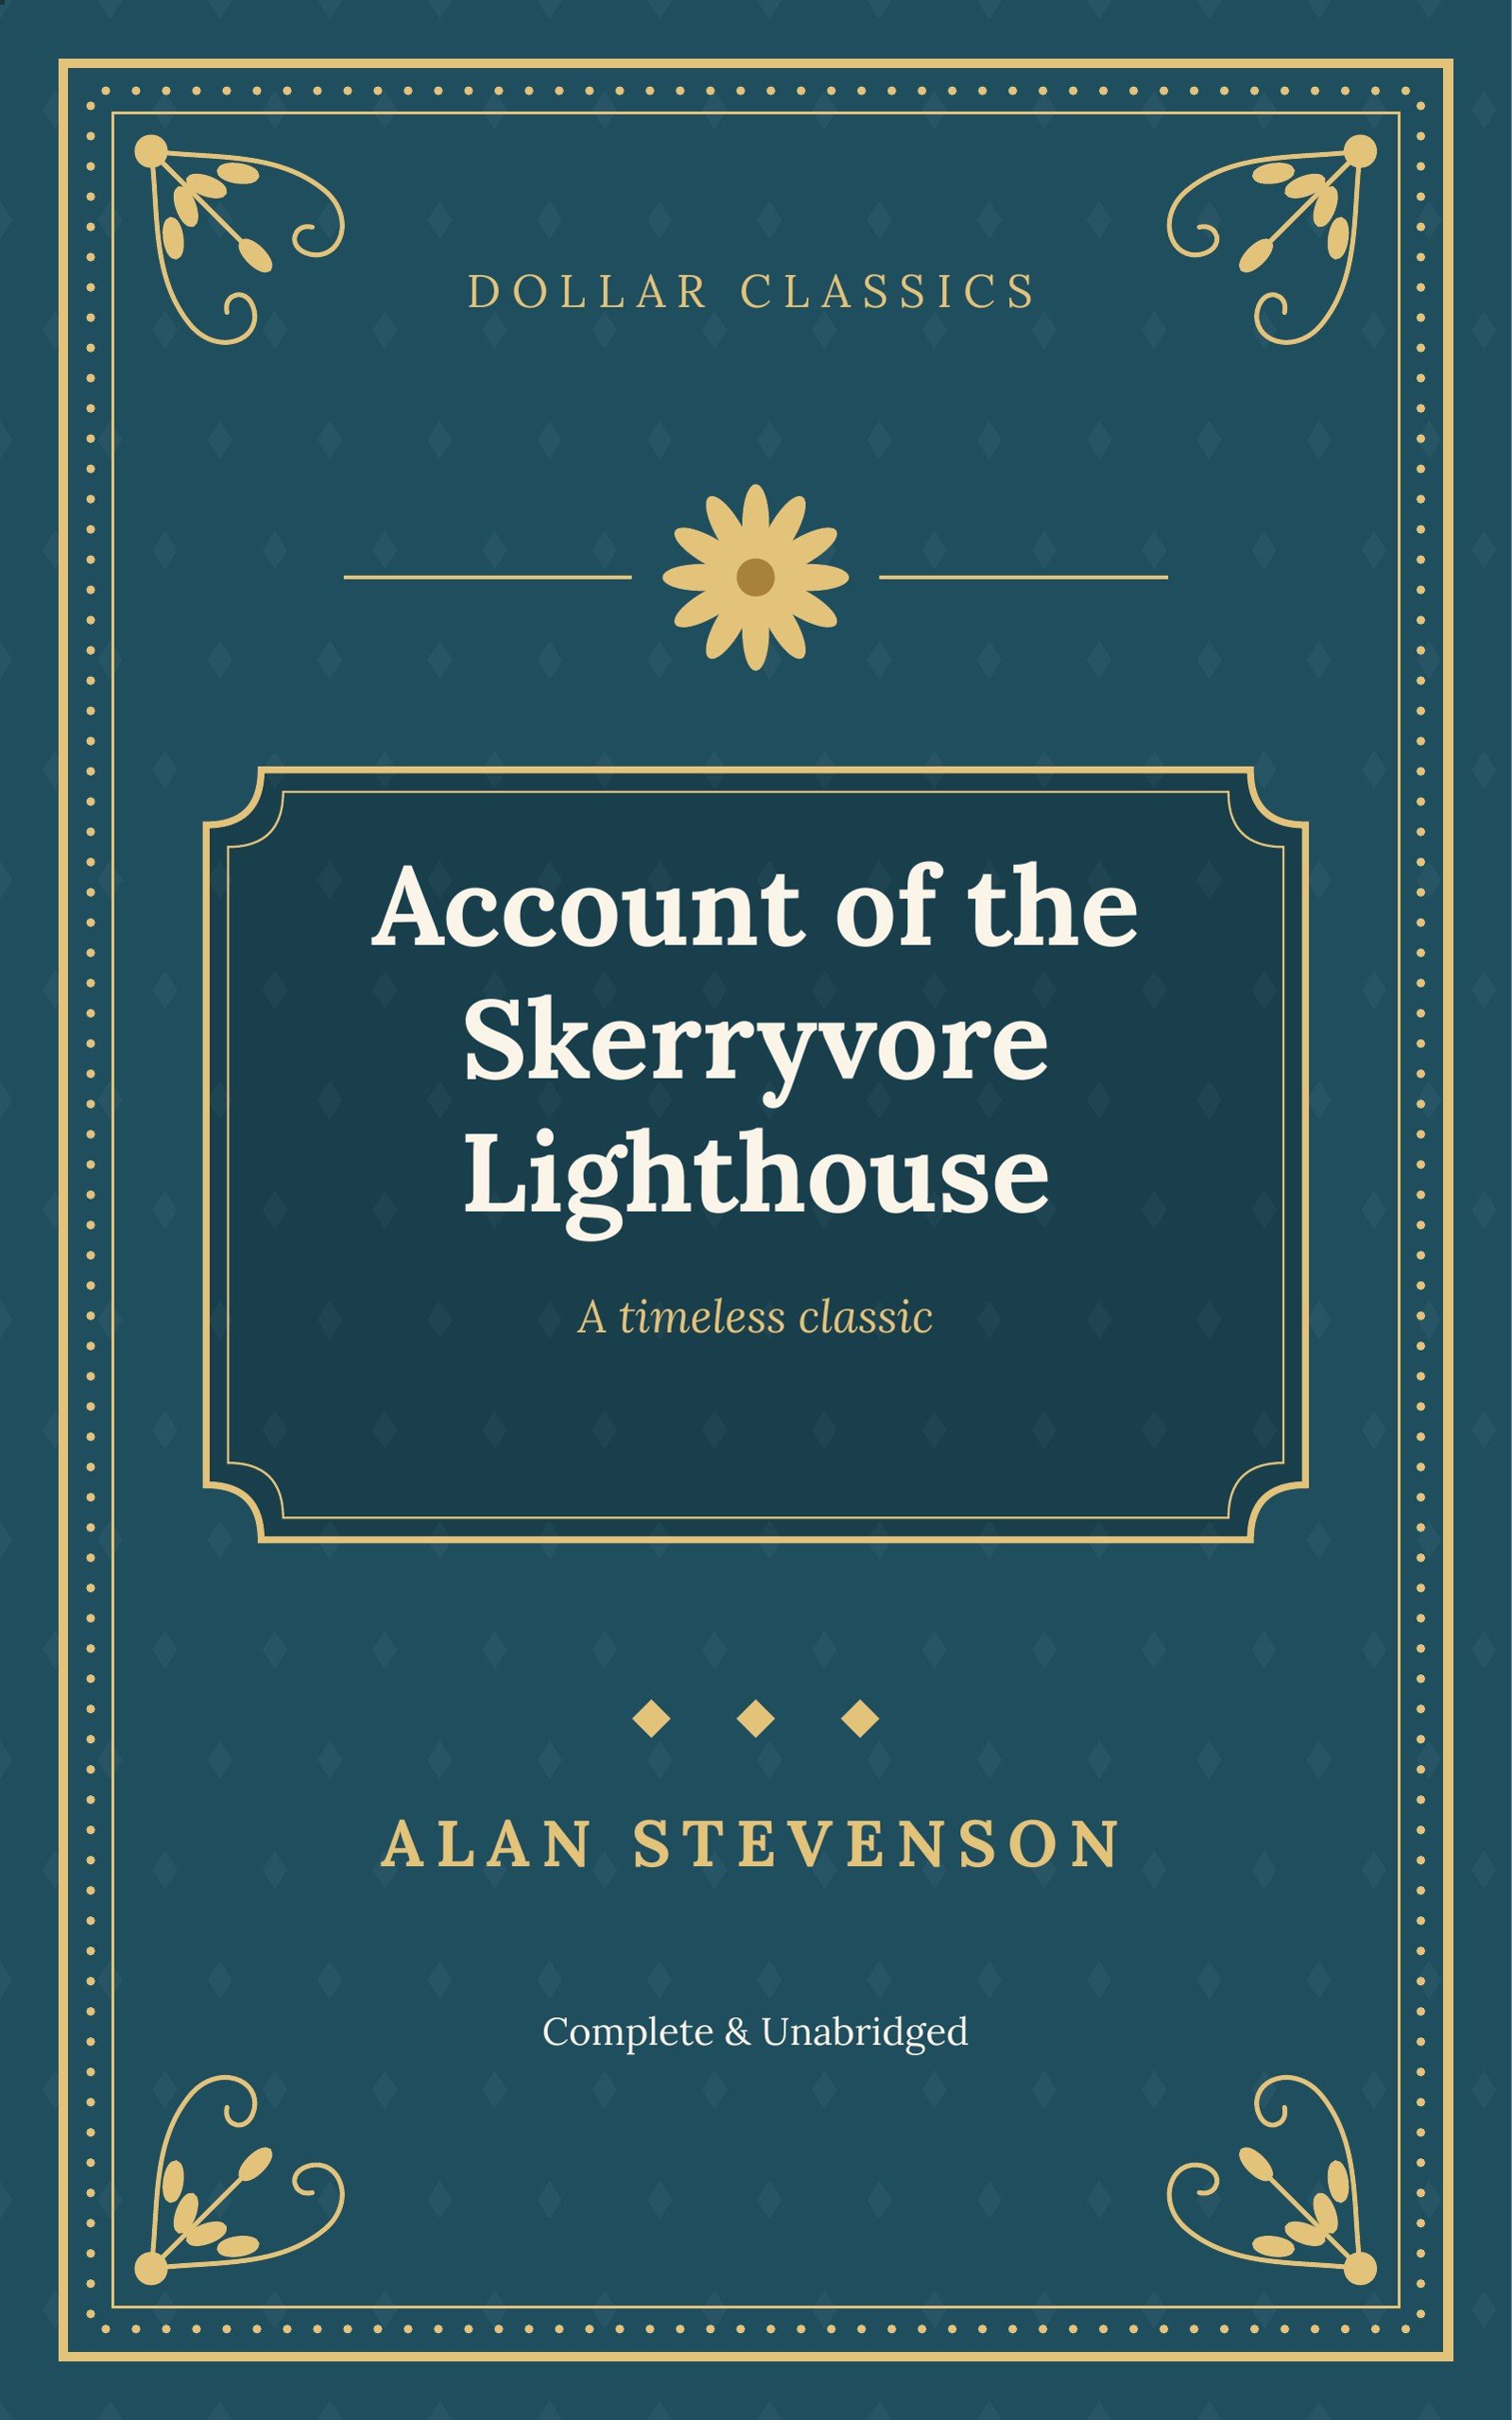 DOLLAR CLASSICS
Account of the
Skerryvore
Lighthouse
A timeless classic
ALAN STEVENSON
Complete & Unabridged